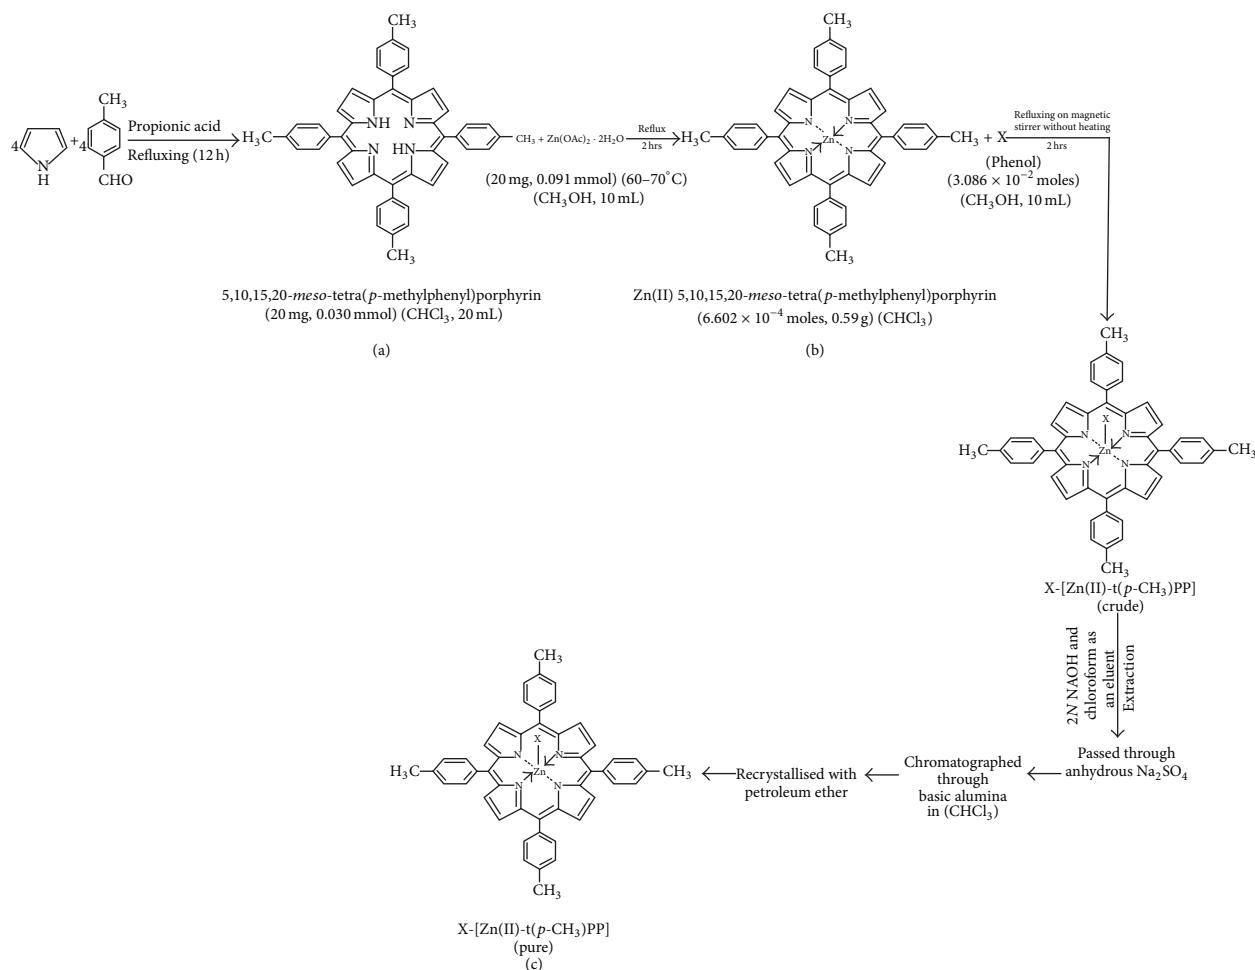 4
N
H
+
4
CH₃
CHO
Propionic acid
Refluxing (12 h)
CH₃
H₃C
NH
N
N
HN
CH₃ + Zn(OAc)₂ · 2H₂O
CH₃
Reflux
2 hrs
(20 mg, 0.091 mmol) (60–70°C)
(CH₃OH, 10 mL)
CH₃
H₃C
N
N
Zn
N
N
CH₃ + X
CH₃
Refluxing on magnetic
stirrer without heating
2 hrs
(Phenol)
(3.086 × 10⁻² moles)
(CH₃OH, 10 mL)
5,10,15,20-meso-tetra(p-methylphenyl)porphyrin
(20 mg, 0.030 mmol) (CHCl₃, 20 mL)
(a)
Zn(II) 5,10,15,20-meso-tetra(p-methylphenyl)porphyrin
(6.602 × 10⁻⁴ moles, 0.59 g) (CHCl₃)
(b)
CH₃
X
N
N
H₃C
Zn
CH₃
N
N
CH₃
X-[Zn(II)-t(p-CH₃)PP]
(crude)
2N NAOH and
chloroform as
an eluent
Extraction
Passed through
anhydrous Na₂SO₄
Chromatographed
through
basic alumina
in (CHCl₃)
Recrystallised with
petroleum ether
CH₃
X
N
N
H₃C
Zn
CH₃
N
N
CH₃
X-[Zn(II)-t(p-CH₃)PP]
(pure)
(c)